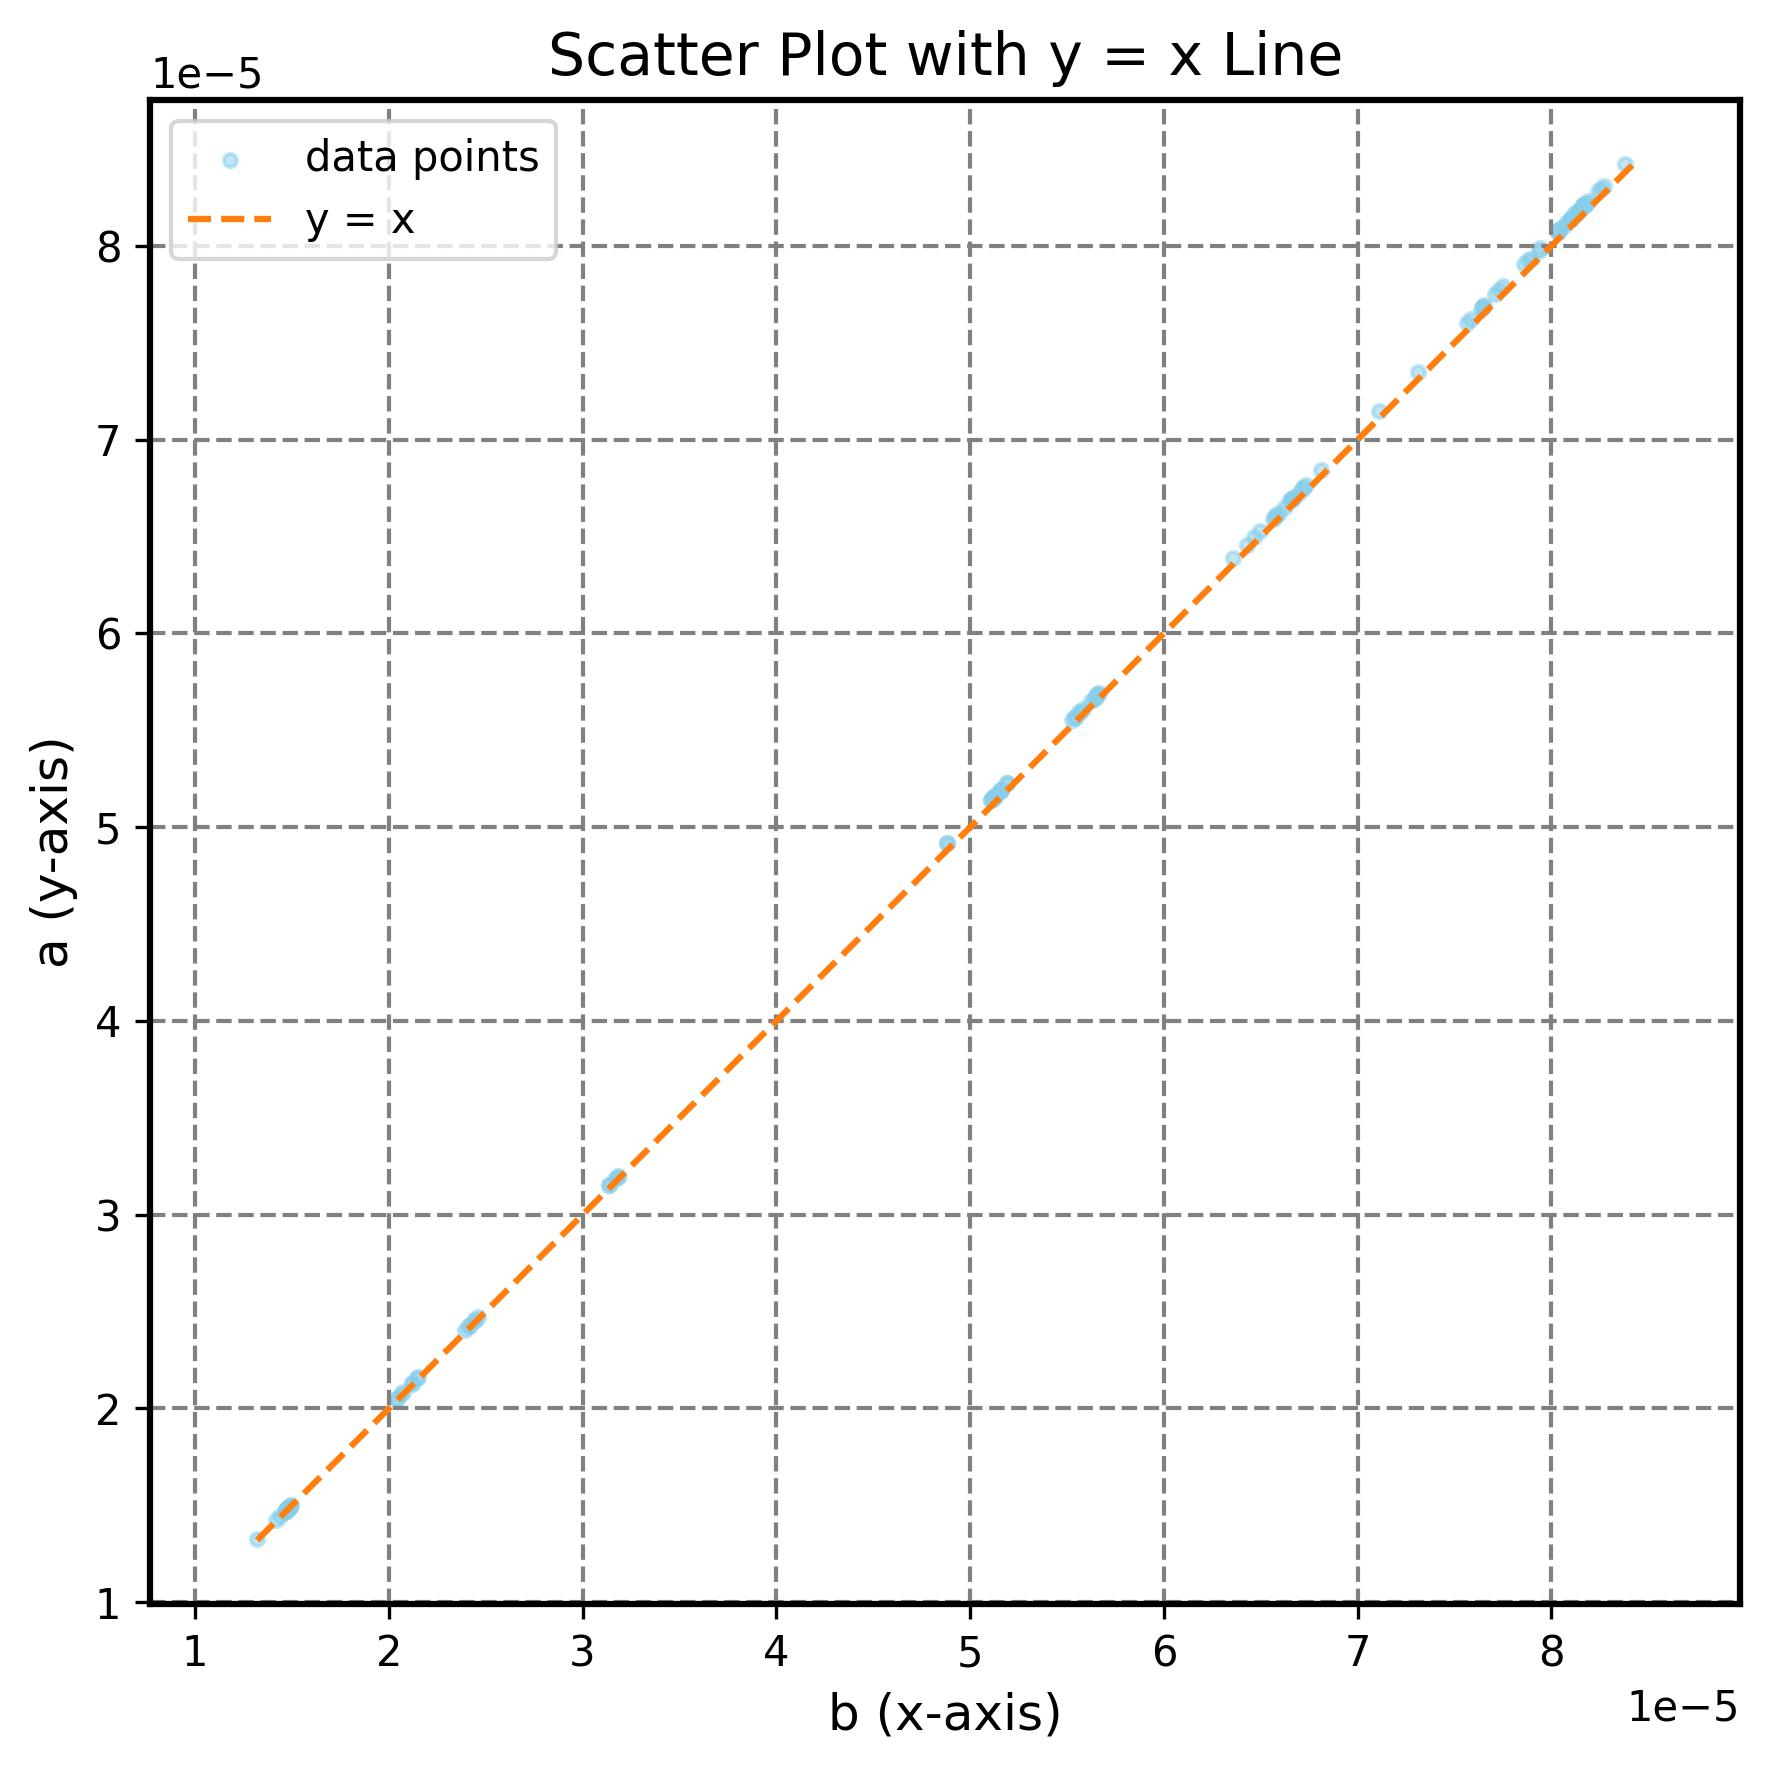 Scatter Plot with y = x Line
1e−5
data points
y = x
8
7
6
5
4
3
2
1
a (y-axis)
1 2 3 4 5 6 7 8
b (x-axis)
1e−5